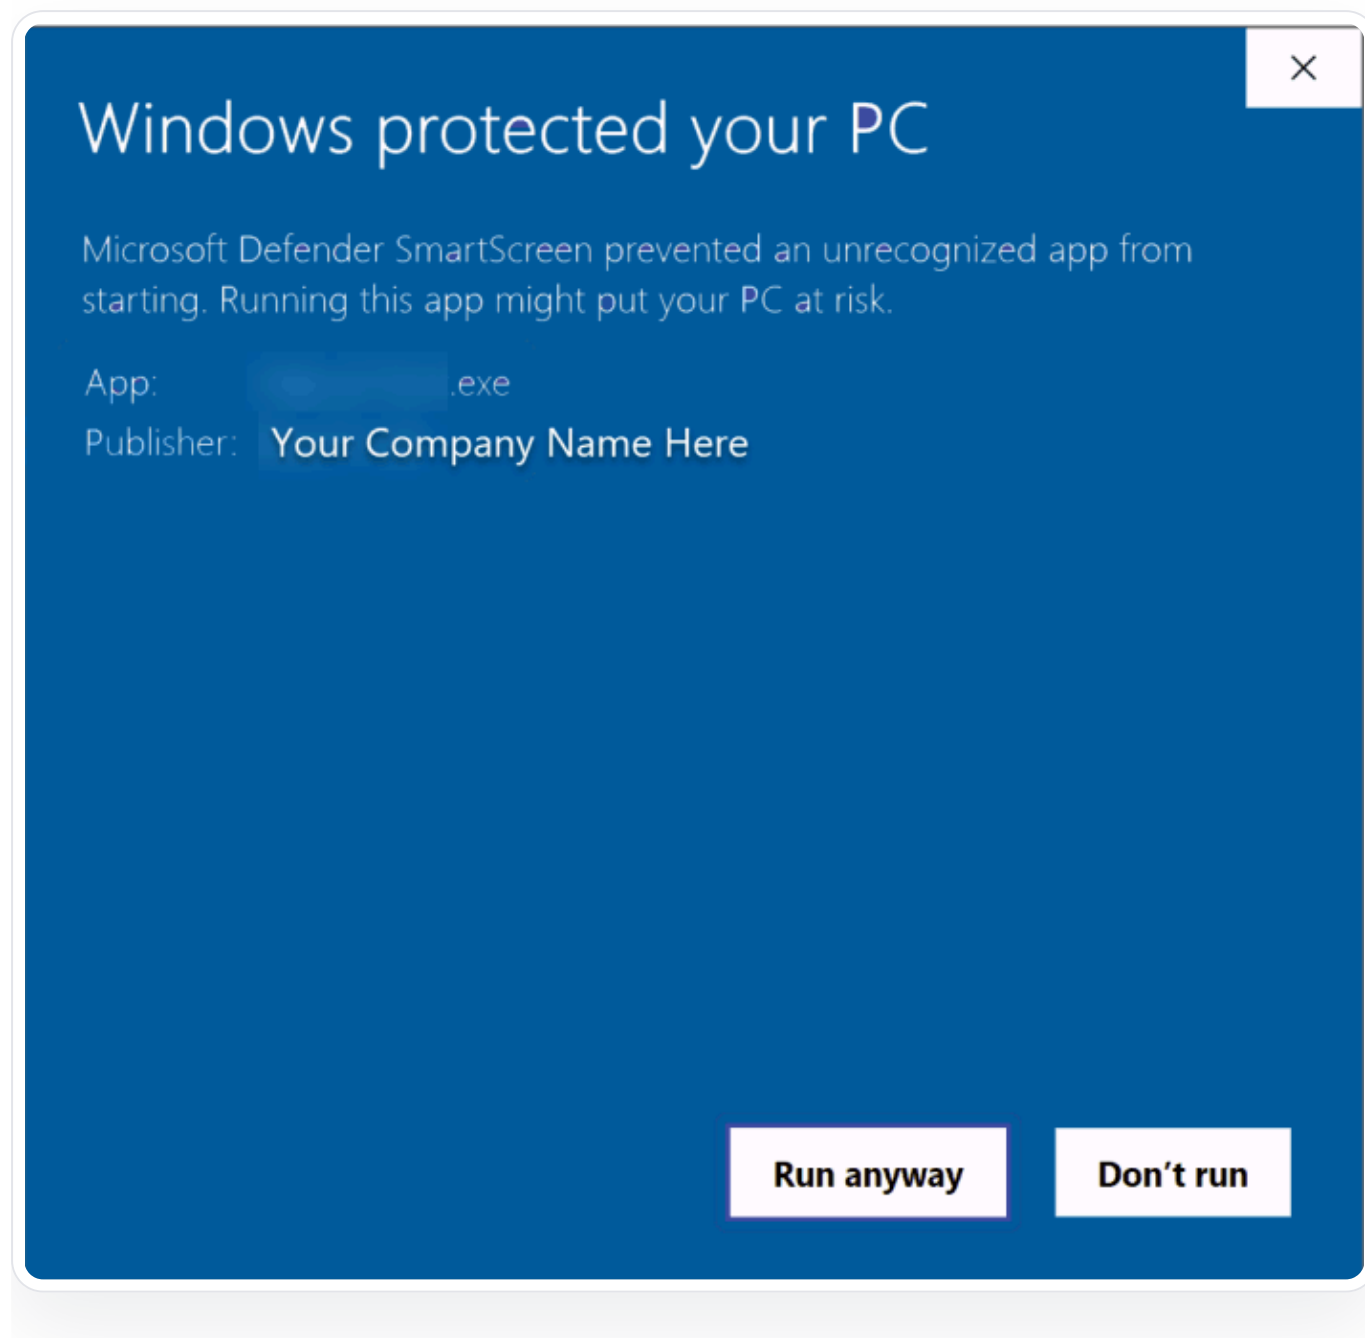 Windows protected your PC
Microsoft Defender SmartScreen prevented an unrecognized app from
starting. Running this app might put your PC at risk.
App: .exe
Publisher: Your Company Name Here
Run anyway
Don’t run